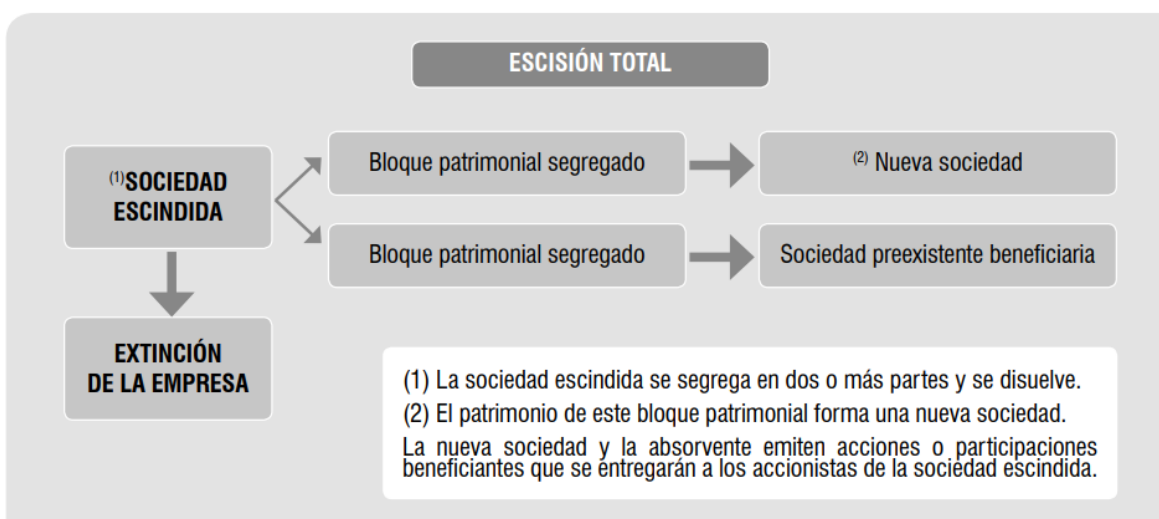 ESCISIÓN TOTAL
(1)SOCIEDAD
ESCINDIDA
Bloque patrimonial segregado
(2) Nueva sociedad
Bloque patrimonial segregado
Sociedad preexistente beneficiaria
EXTINCIÓN
DE LA EMPRESA
(1) La sociedad escindida se segrega en dos o más partes y se disuelve.
(2) El patrimonio de este bloque patrimonial forma una nueva sociedad.
La nueva sociedad y la absorvente emiten acciones o participaciones
beneficiantes que se entregarán a los accionistas de la sociedad escindida.